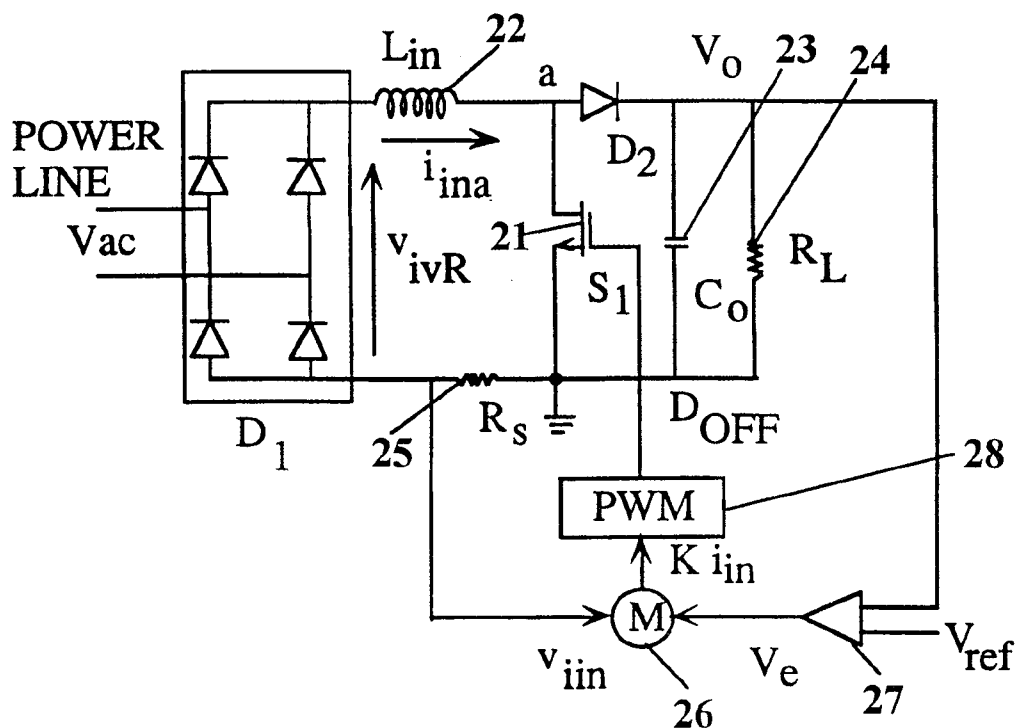 22
L_in
a
V_o
23
24
POWER
LINE
Vac
i_ina
D_2
v_ivR
21
S_1
C_o
R_L
D_1
25
R_s
D_OFF
28
PWM
K i_in
M
v_iin
26
V_e
27
V_ref